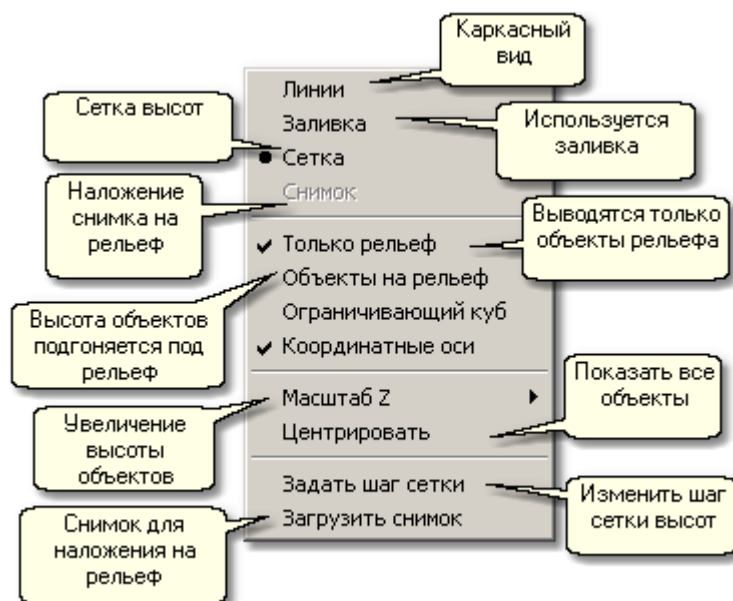 Каркасный
вид
Линии
Сетка высот
Заливка
Используется
заливка
Сетка
Наложение
снимка на
рельеф
Снимок
Выводятся только
объекты рельефа
Только рельеф
Объекты на рельеф
Высота объектов
подгоняется под
рельеф
Ограничивающий куб
Координатные оси
Показать все
объекты
Масштаб Z
Увеличение
высоты
объектов
Центрировать
Задать шаг сетки
Изменить шаг
сетки высот
Снимок для
наложения на
рельеф
Загрузить снимок